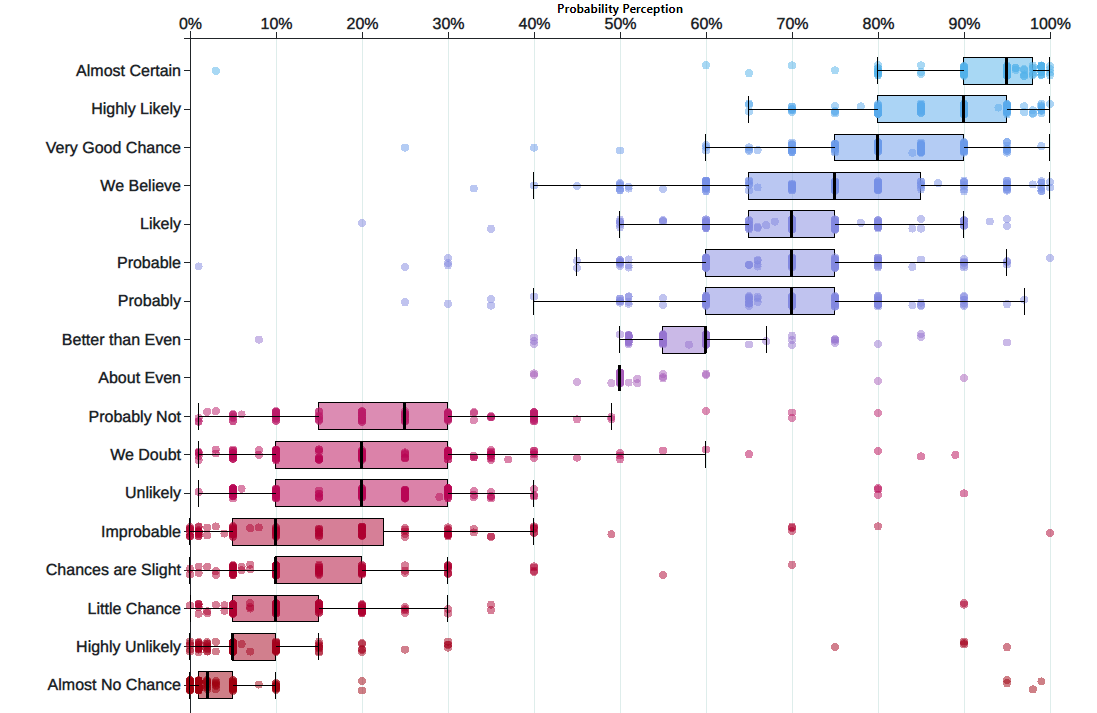 Probability Perception
0% 10% 20% 30% 40% 50% 60% 70% 80% 90% 100%
Almost Certain
Highly Likely
Very Good Chance
We Believe
Likely
Probable
Probably
Better than Even
About Even
Probably Not
We Doubt
Unlikely
Improbable
Chances are Slight
Little Chance
Highly Unlikely
Almost No Chance